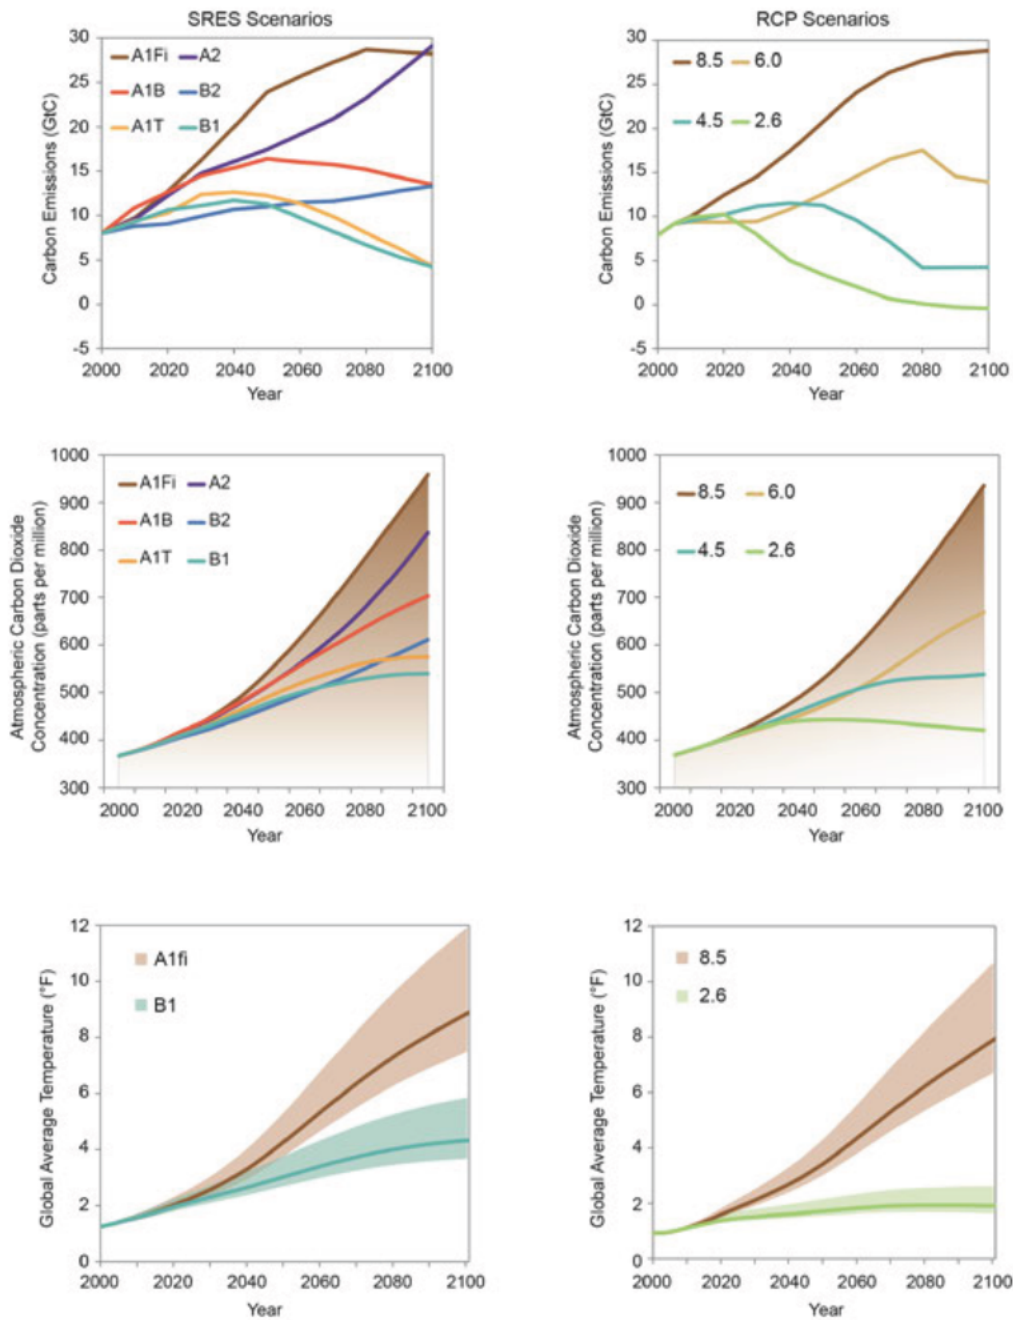 SRES Scenarios
30
25
20
15
10
5
0
-5
Carbon Emissions (GtC)
A1Fi A2
A1B B2
A1T B1
2000 2020 2040 2060 2080 2100
Year
RCP Scenarios
30
25
20
15
10
5
0
-5
Carbon Emissions (GtC)
8.5 6.0
4.5 2.6
2000 2020 2040 2060 2080 2100
Year
1000
900
800
700
600
500
400
300
Atmospheric Carbon Dioxide
Concentration (parts per million)
A1Fi A2
A1B B2
A1T B1
2000 2020 2040 2060 2080 2100
Year
1000
900
800
700
600
500
400
300
Atmospheric Carbon Dioxide
Concentration (parts per million)
8.5 6.0
4.5 2.6
2000 2020 2040 2060 2080 2100
Year
12
10
8
6
4
2
0
Global Average Temperature (°F)
A1fi
B1
2000 2020 2040 2060 2080 2100
Year
12
10
8
6
4
2
0
Global Average Temperature (°F)
8.5
2.6
2000 2020 2040 2060 2080 2100
Year